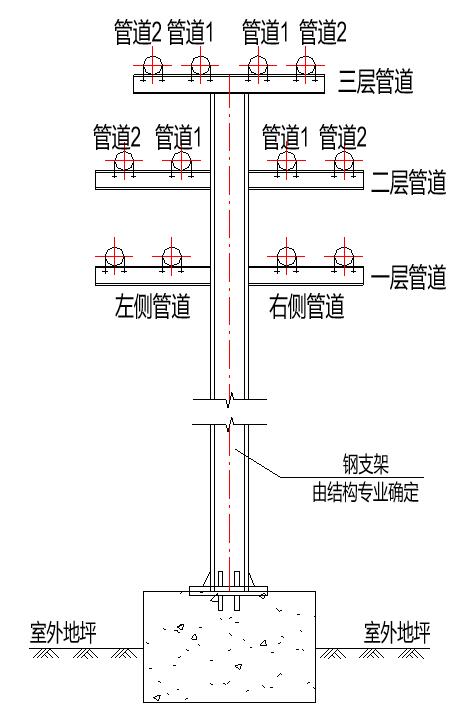 管道2 管道1 管道1 管道2
三层管道
管道2 管道1 管道1 管道2
二层管道
一层管道
左侧管道 右侧管道
钢支架
由结构专业确定
室外地坪 室外地坪